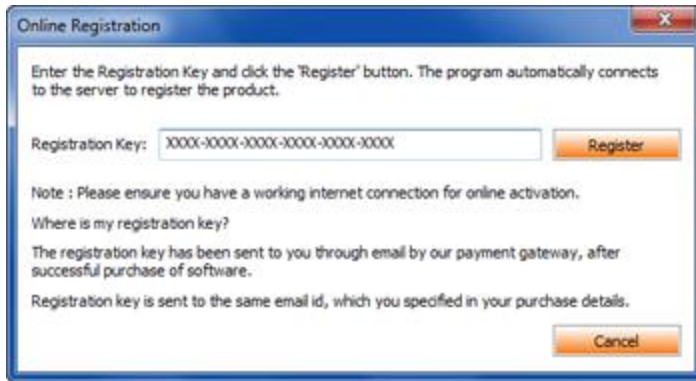 Online Registration
Enter the Registration Key and click the 'Register' button. The program automatically connects
to the server to register the product.
Registration Key: XXXX-XXXX-XXXX-XXXX-XXXX-XXXX Register
Note : Please ensure you have a working internet connection for online activation.
Where is my registration key?
The registration key has been sent to you through email by our payment gateway, after
successful purchase of software.
Registration key is sent to the same email id, which you specified in your purchase details.
Cancel